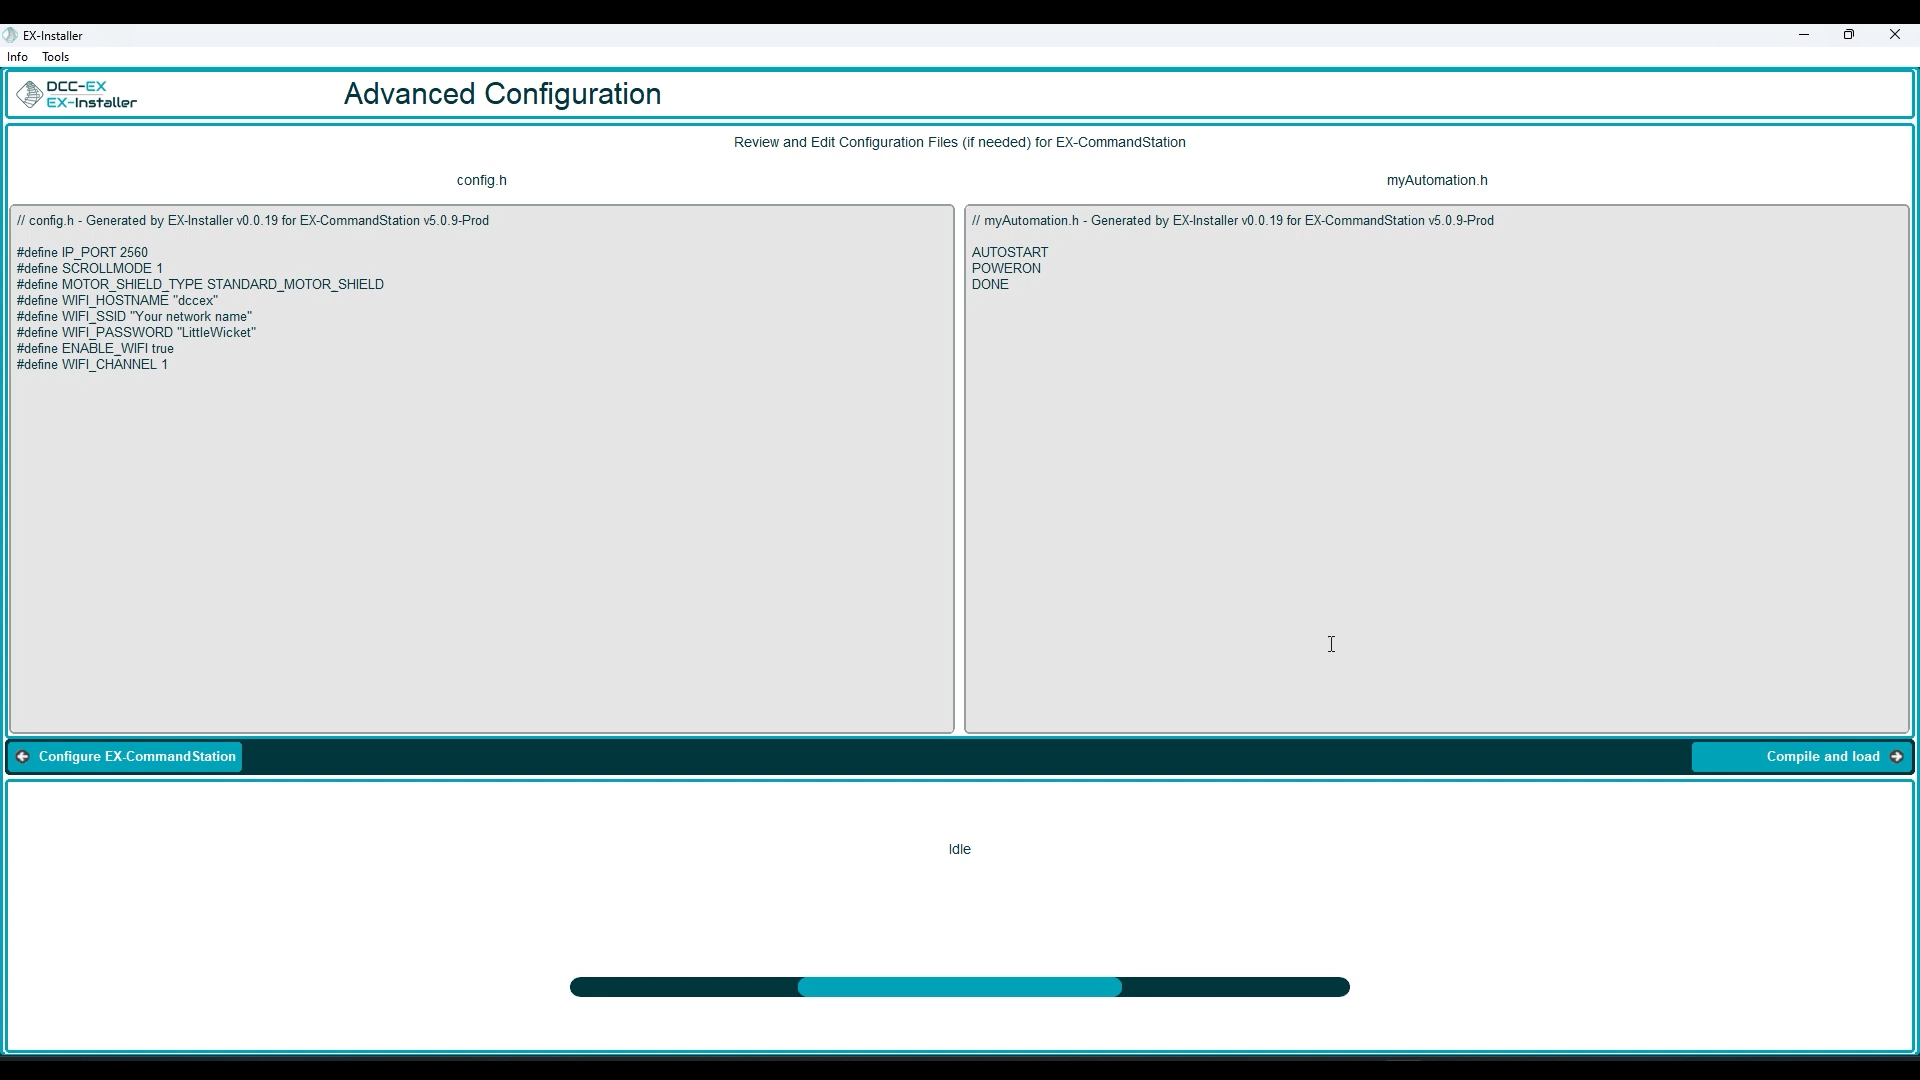 EX-Installer
Info Tools
DCC-EX
EX-Installer
Advanced Configuration
Review and Edit Configuration Files (if needed) for EX-CommandStation
config.h
// config.h - Generated by EX-Installer v0.0.19 for EX-CommandStation v5.0.9-Prod
#define IP_PORT 2560
#define SCROLLMODE 1
#define MOTOR_SHIELD_TYPE STANDARD_MOTOR_SHIELD
#define WIFI_HOSTNAME "dccex"
#define WIFI_SSID "Your network name"
#define WIFI_PASSWORD "LittleWicket"
#define ENABLE_WIFI true
#define WIFI_CHANNEL 1
myAutomation.h
// myAutomation.h - Generated by EX-Installer v0.0.19 for EX-CommandStation v5.0.9-Prod
AUTOSTART
POWERON
DONE
Configure EX-CommandStation
Compile and load
Idle